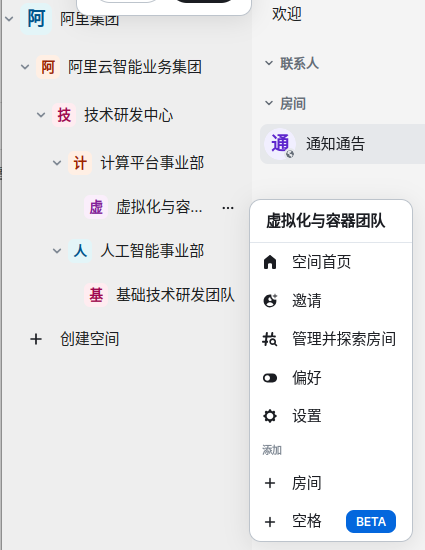 阿 阿里集团
阿 阿里云智能业务集团
技 技术研发中心
计 计算平台事业部
虚 虚拟化与容... ...
人 人工智能事业部
基 基础技术研发团队
+ 创建空间
欢迎
联系人
房间
通 通知通告
虚拟化与容器团队
空间首页
邀请
管理并探索房间
偏好
设置
添加
+ 房间
+ 空格 BETA